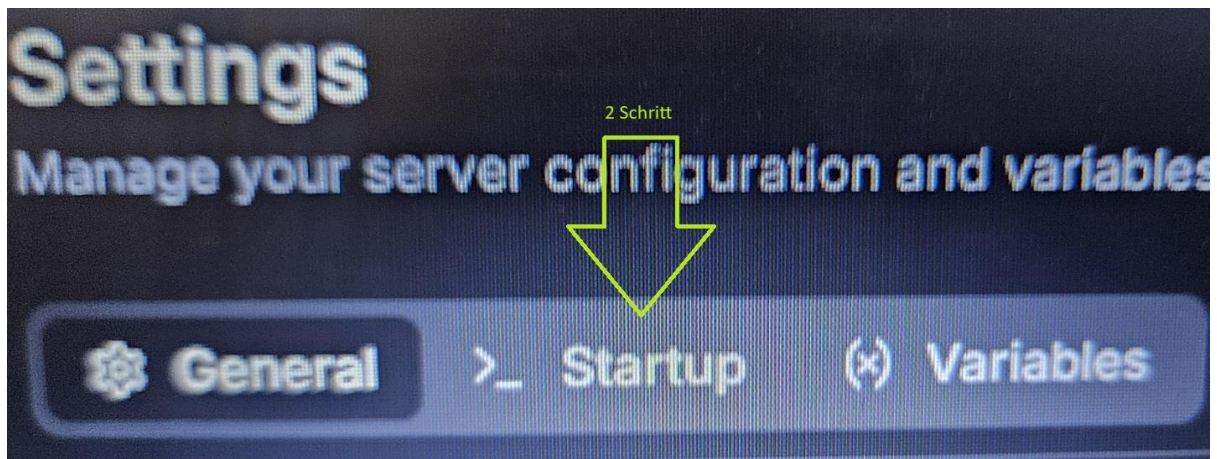 Settings
2 Schritt
Manage your server configuration and variables
General >_ Startup (x) Variables